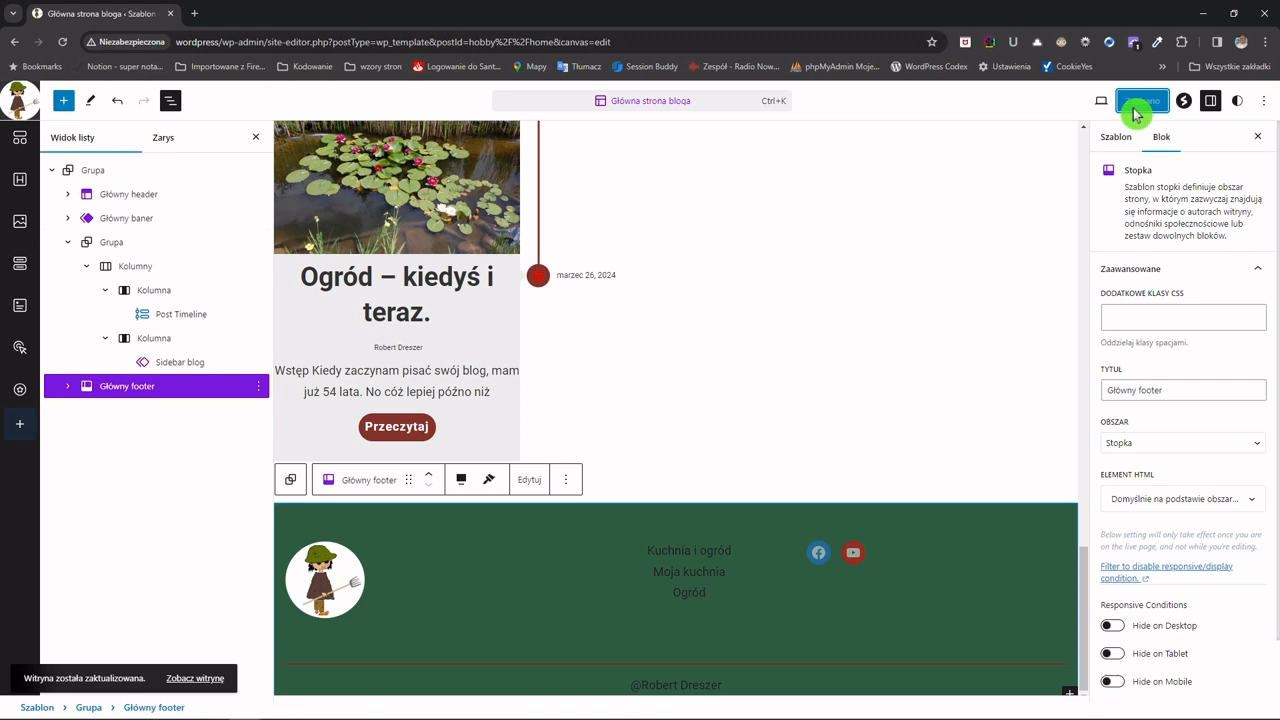 Główna strona bloga ‹ Szablon
Niezabezpieczona
wordpress/wp-admin/site-editor.php?postType=wp_template&postId=hobby%2F%2Fhome&canvas=edit
Bookmarks
Notion - super nota...
Importowane z Fire...
Kodowanie
wzory stron
Logowanie do Sant...
Mapy
Tłumacz
Session Buddy
Zespół - Radio Now...
phpMyAdmin Moje...
WordPress Codex
Ustawienia
CookieYes
»
Wszystkie zakładki
Główna strona bloga
Ctrl+K
Widok listy
Zarys
Grupa
Główny header
Główny baner
Grupa
Kolumny
Kolumna
Post Timeline
Kolumna
Sidebar blog
Główny footer
marzec 26, 2024
Ogród – kiedyś i
teraz.
Robert Dreszer
Wstęp Kiedy zaczynam pisać swój blog, mam
już 54 lata. No cóż lepiej późno niż
Przeczytaj
Główny footer
Edytuj
Kuchnia i ogród
Moja kuchnia
Ogród
@Robert Dreszer
Szablon
Blok
Stopka
Szablon stopki definiuje obszar
strony, w którym zazwyczaj znajdują
się informacje o autorach witryny,
odnośniki społecznościowe lub
zestaw dowolnych bloków.
Zaawansowane
DODATKOWE KLASY CSS
Oddzielaj klasy spacjami.
TYTUŁ
Główny footer
OBSZAR
Stopka
ELEMENT HTML
Domyślnie na podstawie obszar...
Below setting will only take effect once you are
on the live page, and not while you're editing.
Filter to disable responsive/display
condition.
Responsive Conditions
Hide on Desktop
Hide on Tablet
Hide on Mobile
Witryna została zaktualizowana.
Zobacz witrynę
Szablon
Grupa
Główny footer